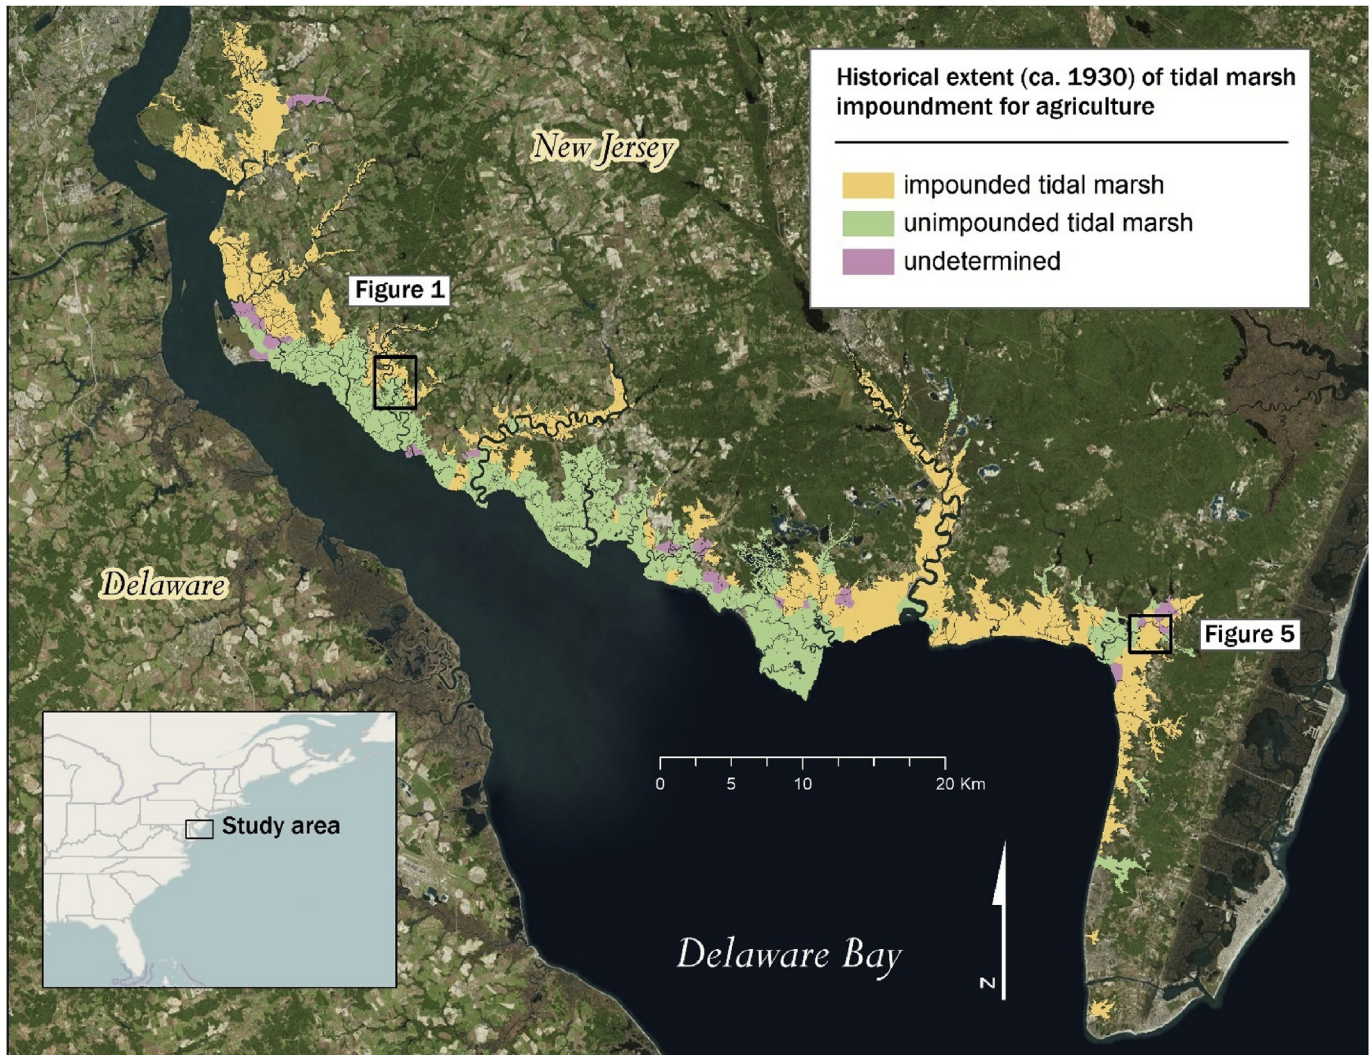 Historical extent (ca. 1930) of tidal marsh
impoundment for agriculture
impounded tidal marsh
unimpounded tidal marsh
undetermined
New Jersey
Figure 1
Delaware
Figure 5
0 5 10 20 Km
Study area
Delaware Bay
N